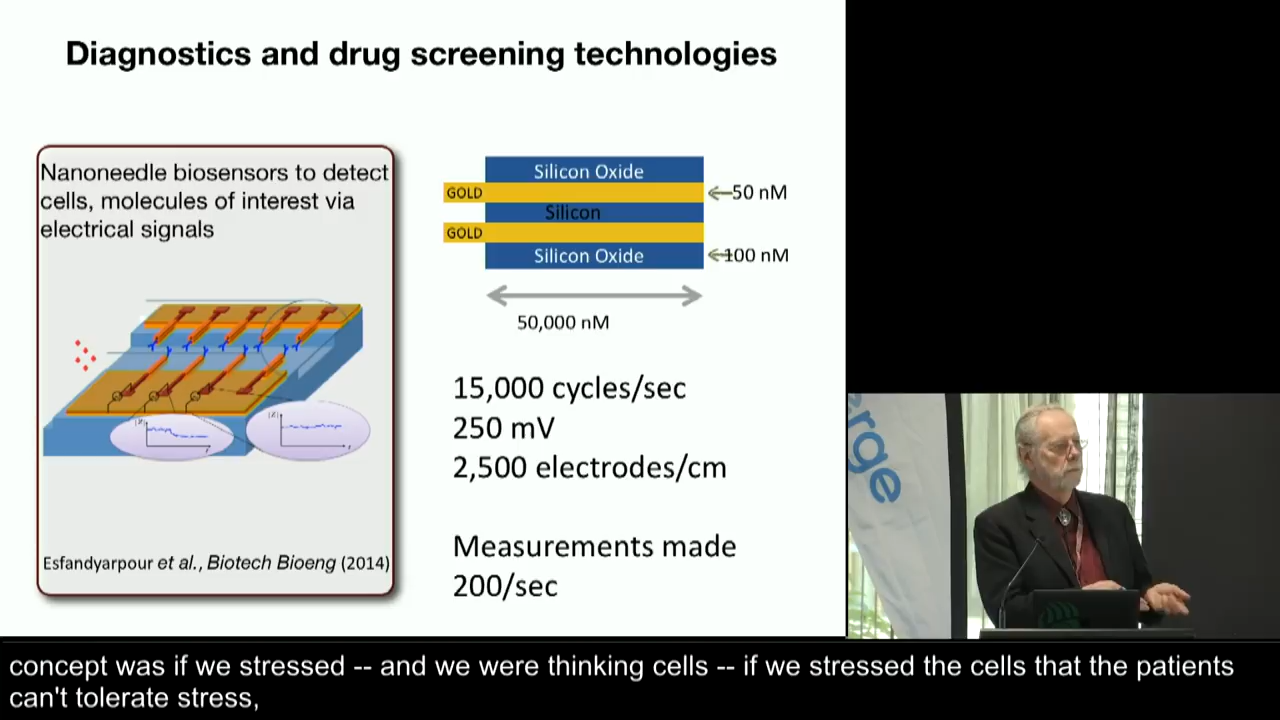 Diagnostics and drug screening technologies
Nanoneedle biosensors to detect
cells, molecules of interest via
electrical signals
Esfandyarpour et al., Biotech Bioeng (2014)
Silicon Oxide
GOLD
50 nM
Silicon
GOLD
Silicon Oxide
100 nM
50,000 nM
15,000 cycles/sec
250 mV
2,500 electrodes/cm
Measurements made
200/sec
erge
concept was if we stressed -- and we were thinking cells -- if we stressed the cells that the patients
can't tolerate stress,